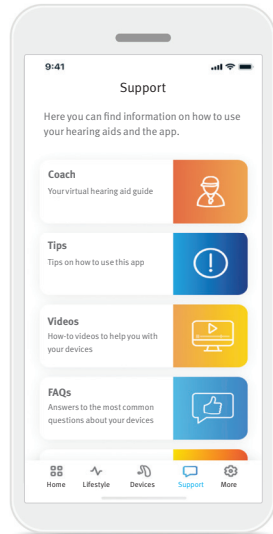 9:41
Support
Here you can find information on how to use
your hearing aids and the app.
Coach
Your virtual hearing aid guide
Tips
Tips on how to use this app
Videos
How-to videos to help you with
your devices
FAQs
Answers to the most common
questions about your devices
Home Lifestyle Devices Support More